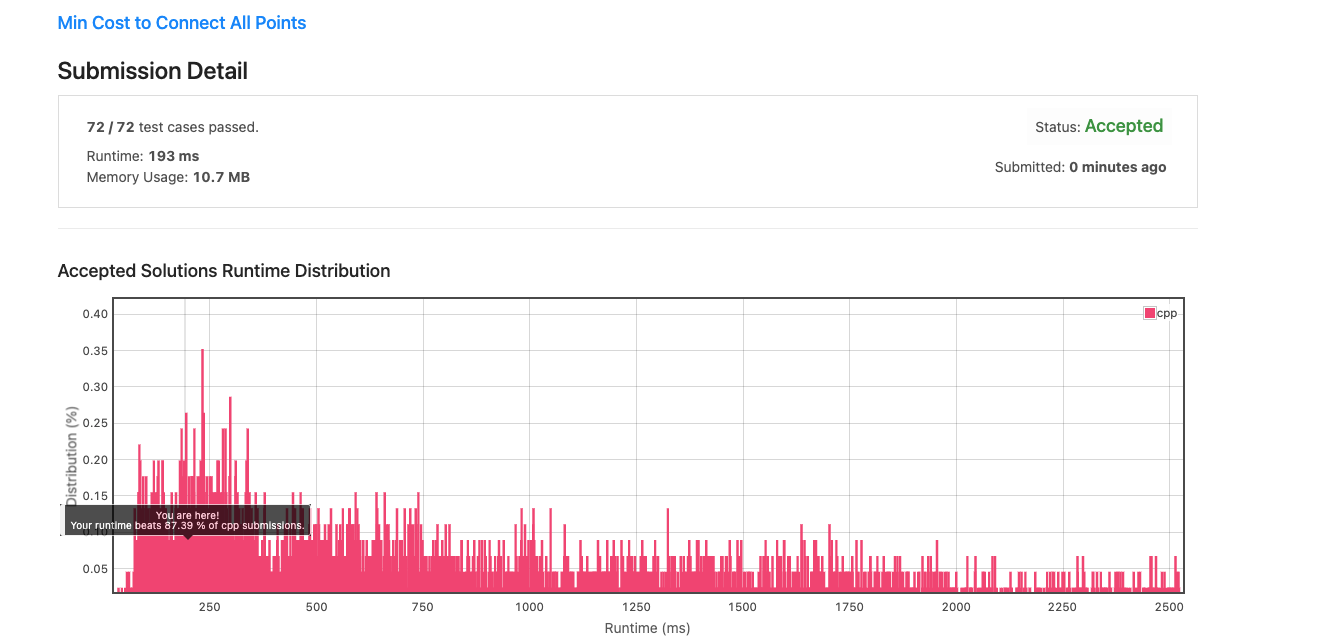 Min Cost to Connect All Points
Submission Detail
72 / 72 test cases passed.
Status: Accepted
Runtime: 193 ms
Submitted: 0 minutes ago
Memory Usage: 10.7 MB
Accepted Solutions Runtime Distribution
cpp
0.40
0.35
0.30
0.25
0.20
0.15
0.10
0.05
Distribution (%)
You are here!
Your runtime beats 87.39 % of cpp submissions.
250 500 750 1000 1250 1500 1750 2000 2250 2500
Runtime (ms)